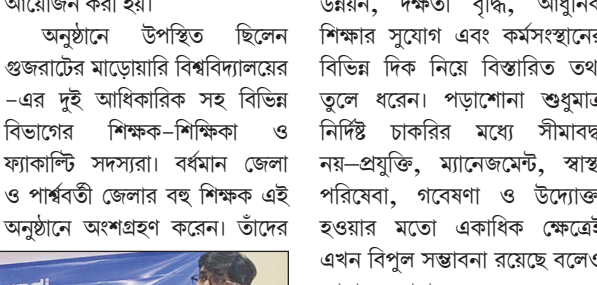 আয়োজন করা হয়।
অনুষ্ঠানে উপস্থিত ছিলেন
গুজরাটের মাড়োয়ারি বিশ্ববিদ্যালয়ের
-এর দুই আধিকারিক সহ বিভিন্ন
বিভাগের শিক্ষক-শিক্ষিকা ও
ফ্যাকাল্টি সদস্যরা। বর্ধমান জেলা
ও পার্শ্ববর্তী জেলার বহু শিক্ষক এই
অনুষ্ঠানে অংশগ্রহণ করেন। তাঁদের
উন্নয়ন, দক্ষতা বৃদ্ধি, আধুনিক
শিক্ষার সুযোগ এবং কর্মসংস্থানের
বিভিন্ন দিক নিয়ে বিস্তারিত তথ্য
তুলে ধরেন। পড়াশোনা শুধুমাত্র
নির্দিষ্ট চাকরির মধ্যে সীমাবদ্ধ
নয়—প্রযুক্তি, ম্যানেজমেন্ট, স্বাস্থ্য
পরিষেবা, গবেষণা ও উদ্যোক্তা
হওয়ার মতো একাধিক ক্ষেত্রেই
এখন বিপুল সম্ভাবনা রয়েছে বলেও